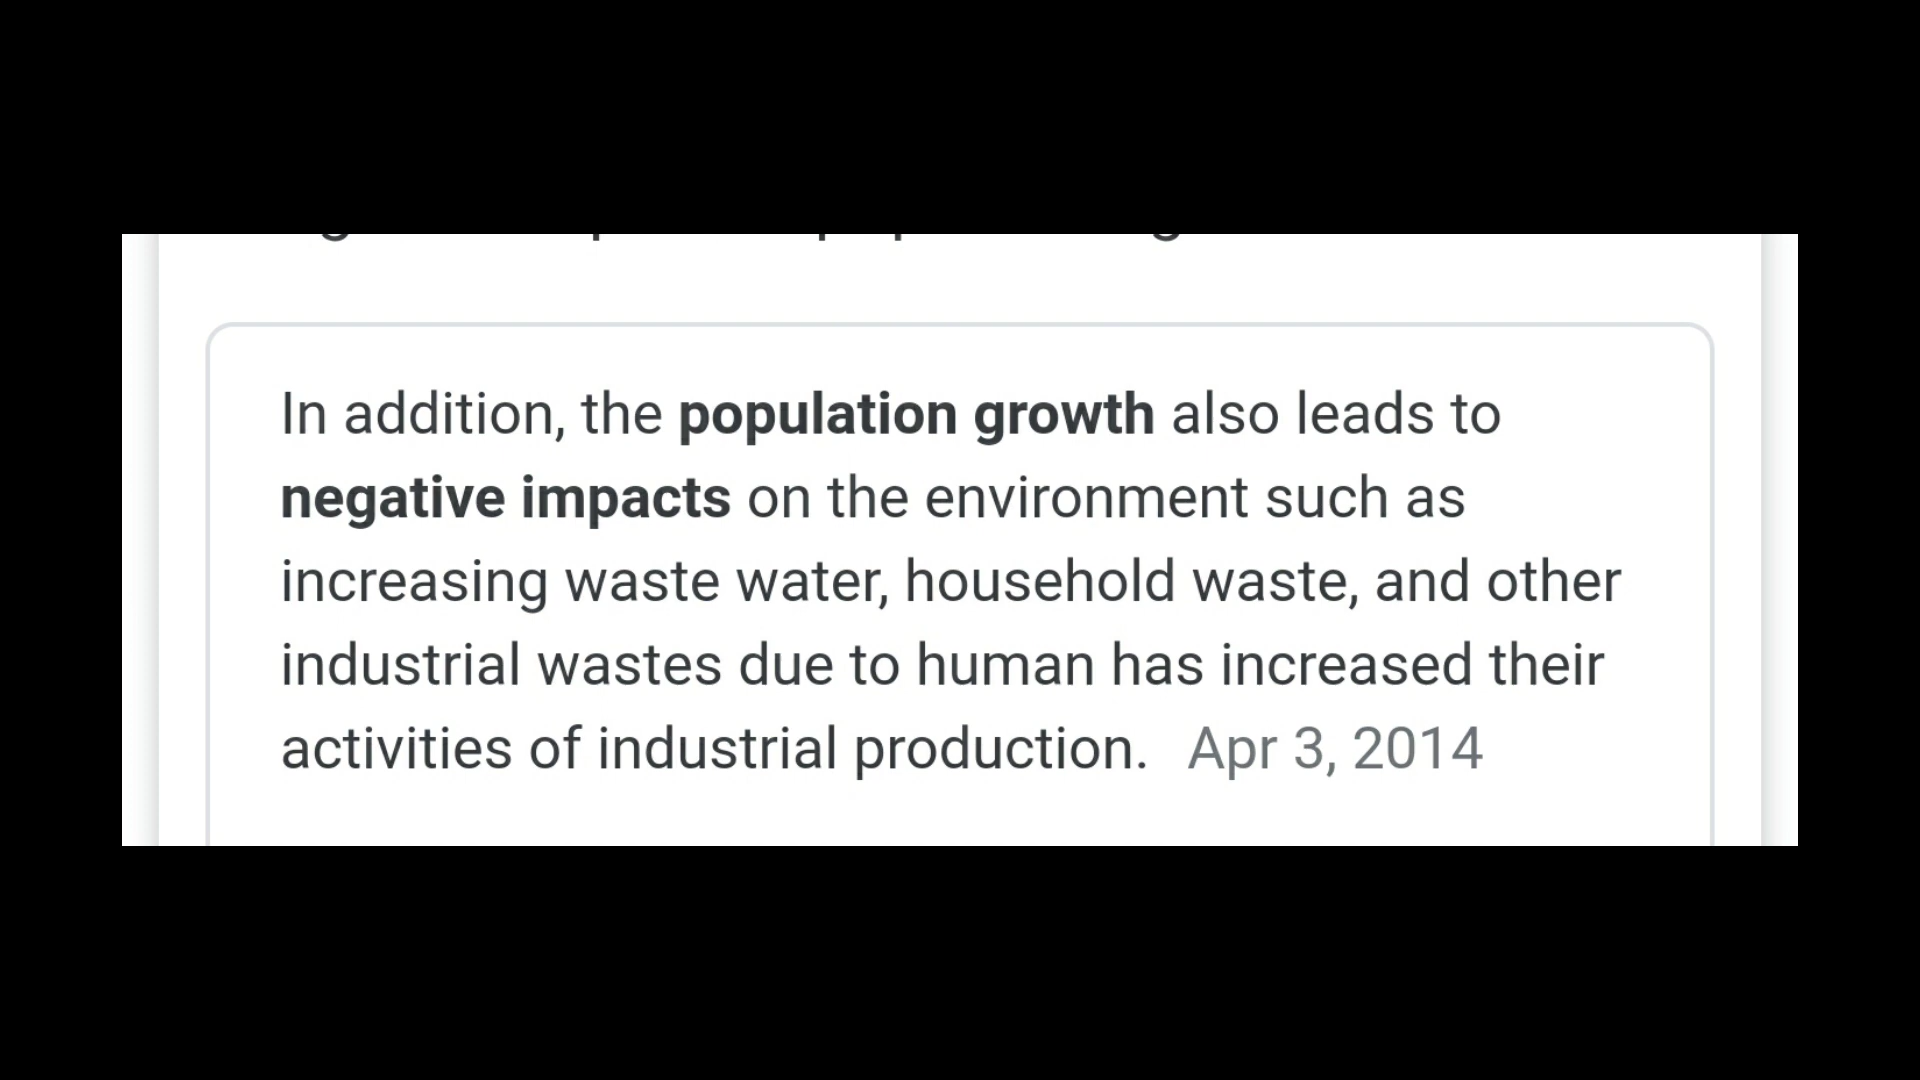 In addition, the population growth also leads to
negative impacts on the environment such as
increasing waste water, household waste, and other
industrial wastes due to human has increased their
activities of industrial production. Apr 3, 2014